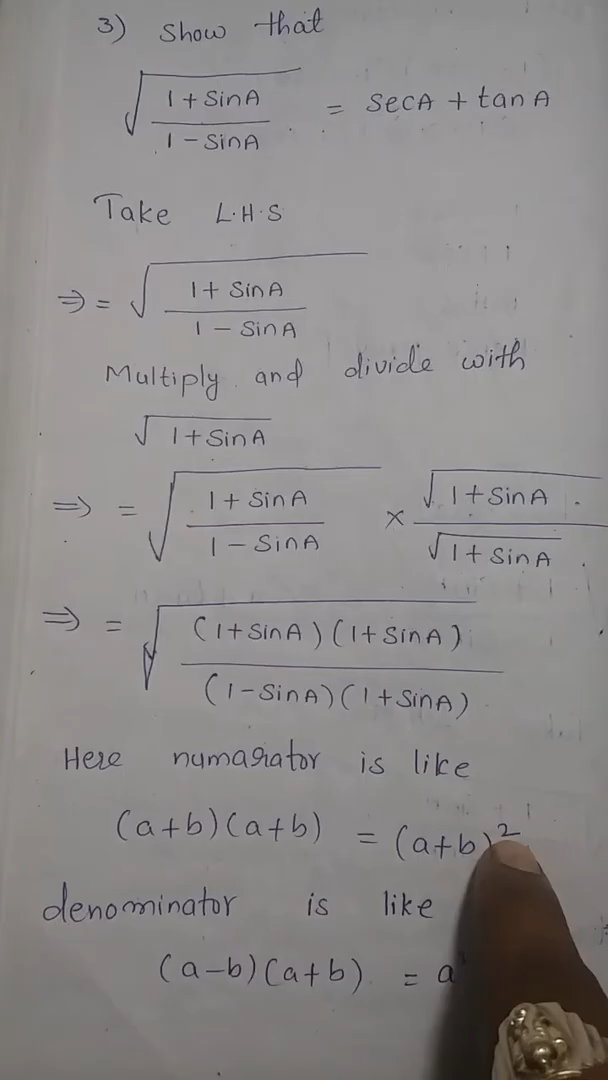 3) Show that
√(1 + SinA / 1 - SinA) = SecA + tanA
Take L.H.S
⇒ = √(1 + SinA / 1 - SinA)
Multiply and divide with
√(1 + SinA)
⇒ = √(1 + SinA / 1 - SinA) × √(1 + SinA) / √(1 + SinA)
⇒ = √((1+SinA)(1+SinA) / (1-SinA)(1+SinA))
Here numarator is like
(a+b)(a+b) = (a+b)²
denominator is like
(a-b)(a+b) = a